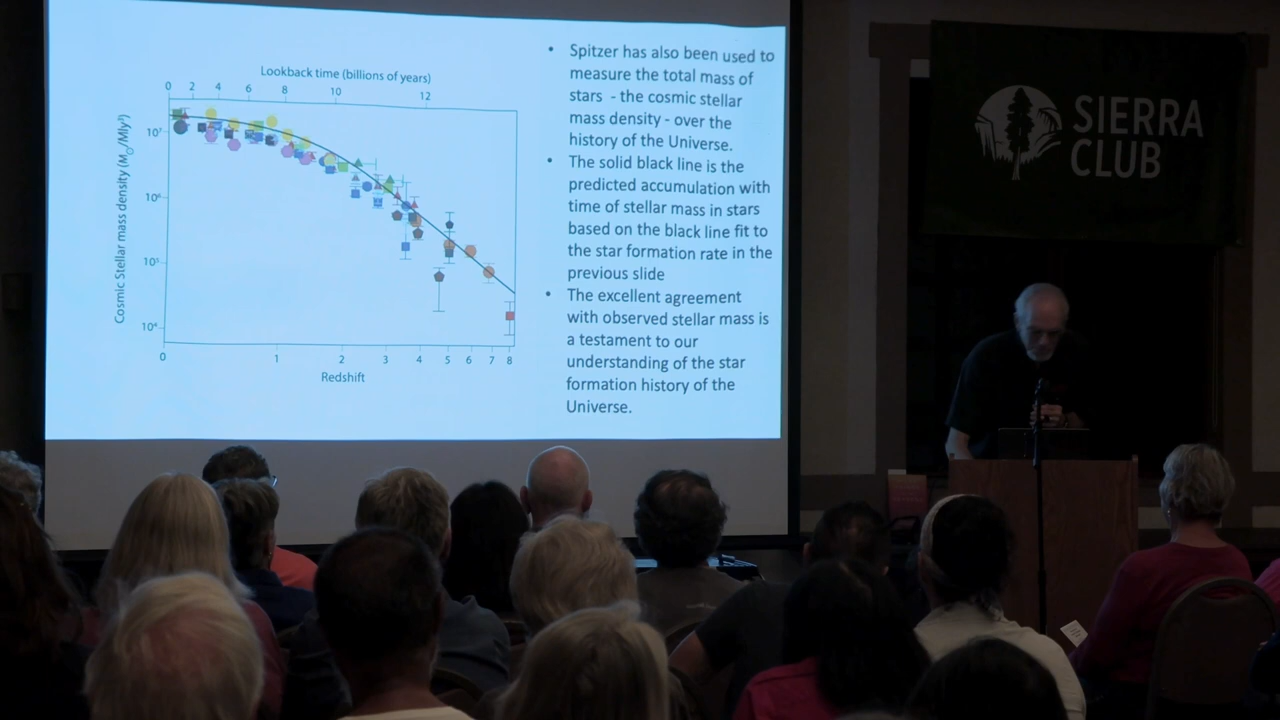 Lookback time (billions of years)
0 2 4 6 8 10 12
Cosmic Stellar mass density (M☉/Mly³)
10⁷
10⁶
10⁵
10⁴
0 1 2 3 4 5 6 7 8
Redshift
• Spitzer has also been used to
measure the total mass of
stars - the cosmic stellar
mass density - over the
history of the Universe.
• The solid black line is the
predicted accumulation with
time of stellar mass in stars
based on the black line fit to
the star formation rate in the
previous slide
• The excellent agreement
with observed stellar mass is
a testament to our
understanding of the star
formation history of the
Universe.
SIERRA
CLUB